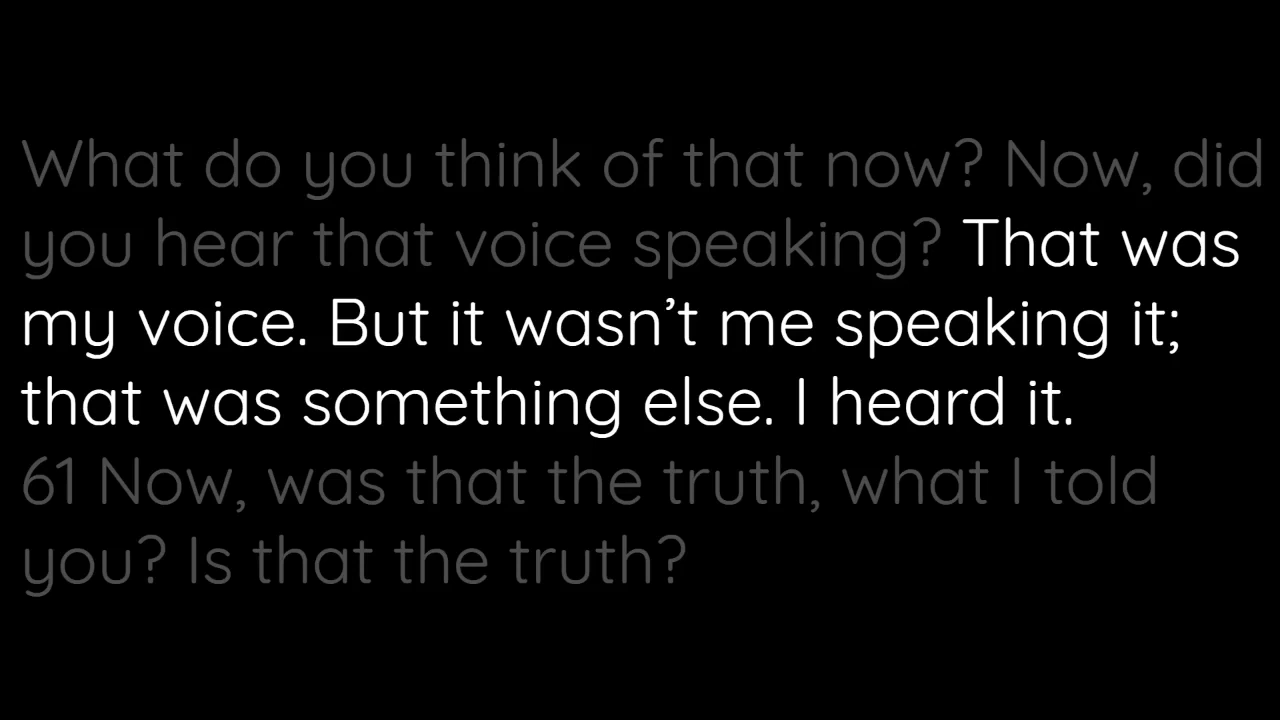 What do you think of that now? Now, did
you hear that voice speaking? That was
my voice. But it wasn’t me speaking it;
that was something else. I heard it.
61 Now, was that the truth, what I told
you? Is that the truth?